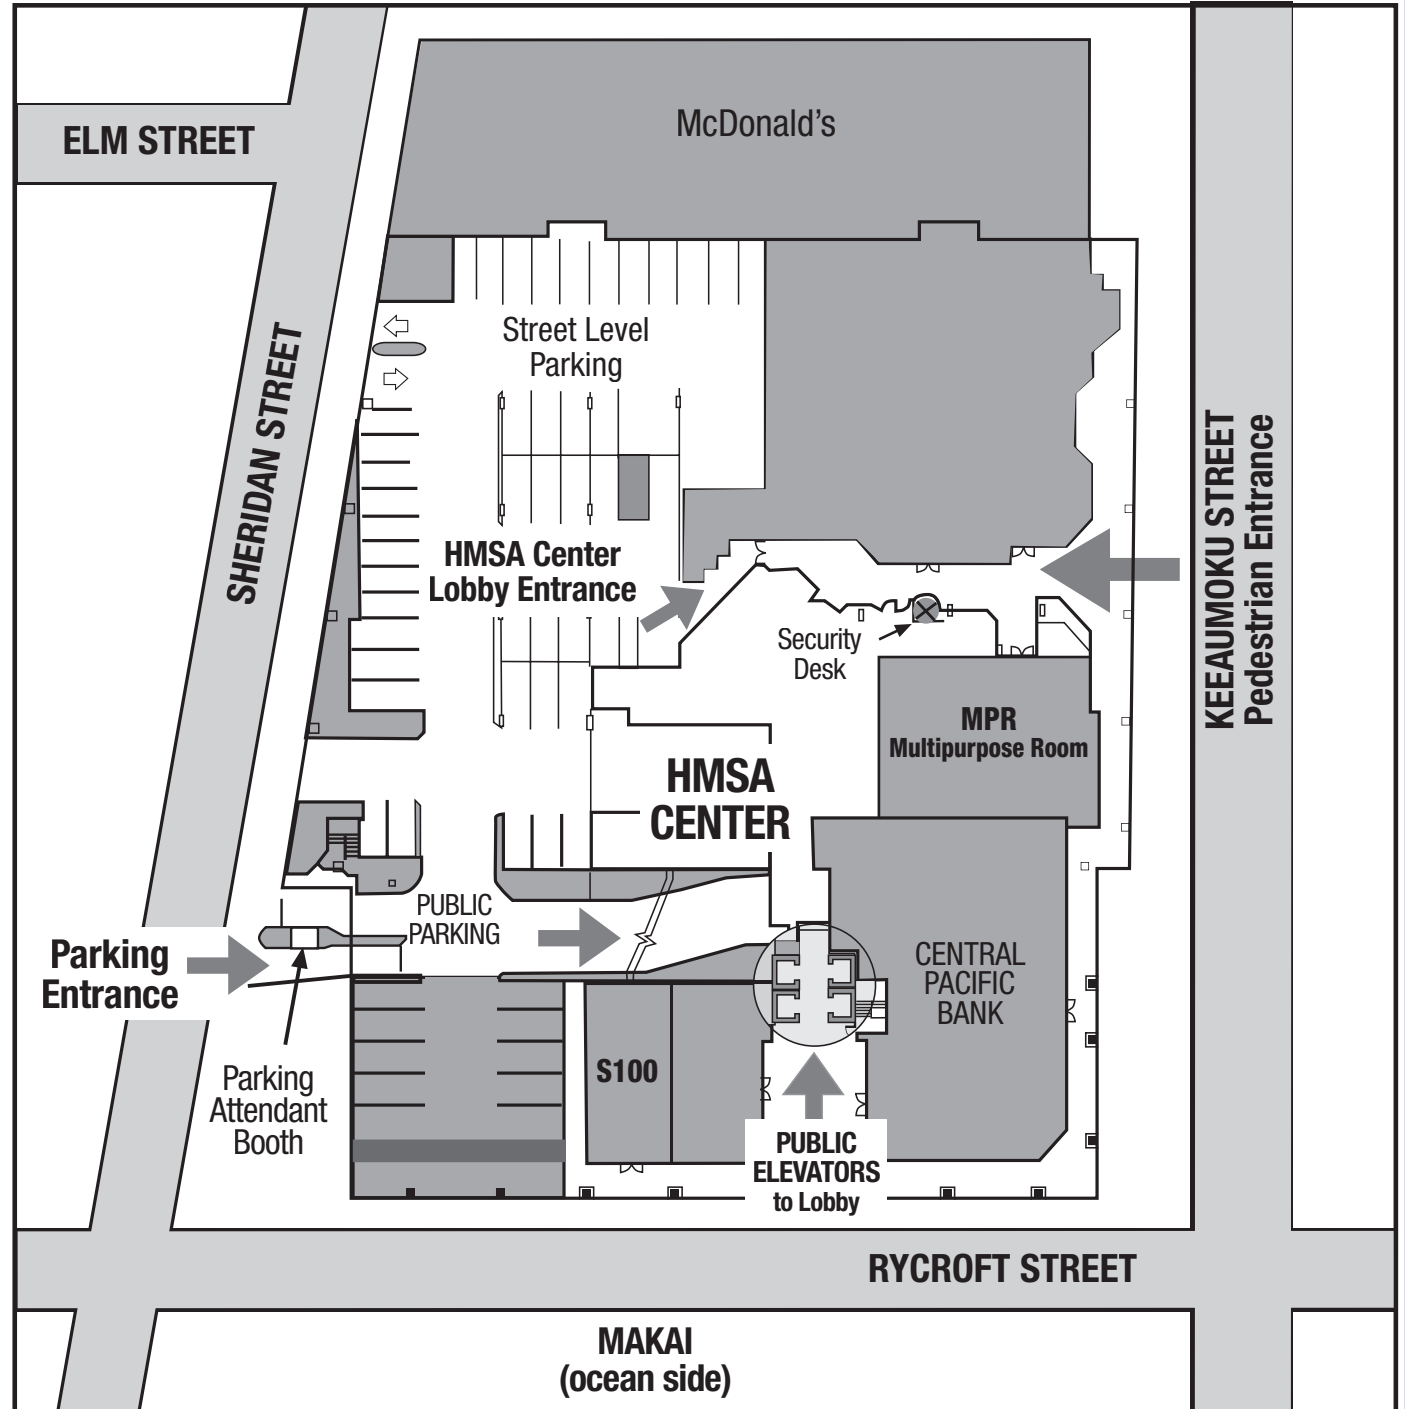 McDonald's
ELM STREET
Street Level
Parking
SHERIDAN STREET
KEEAUMOKU STREET
Pedestrian Entrance
HMSA Center
Lobby Entrance
Security
Desk
MPR
Multipurpose Room
HMSA
CENTER
PUBLIC
PARKING
Parking
Entrance
CENTRAL
PACIFIC
BANK
S100
Parking
Attendant
Booth
PUBLIC
ELEVATORS
to Lobby
RYCROFT STREET
MAKAI
(ocean side)